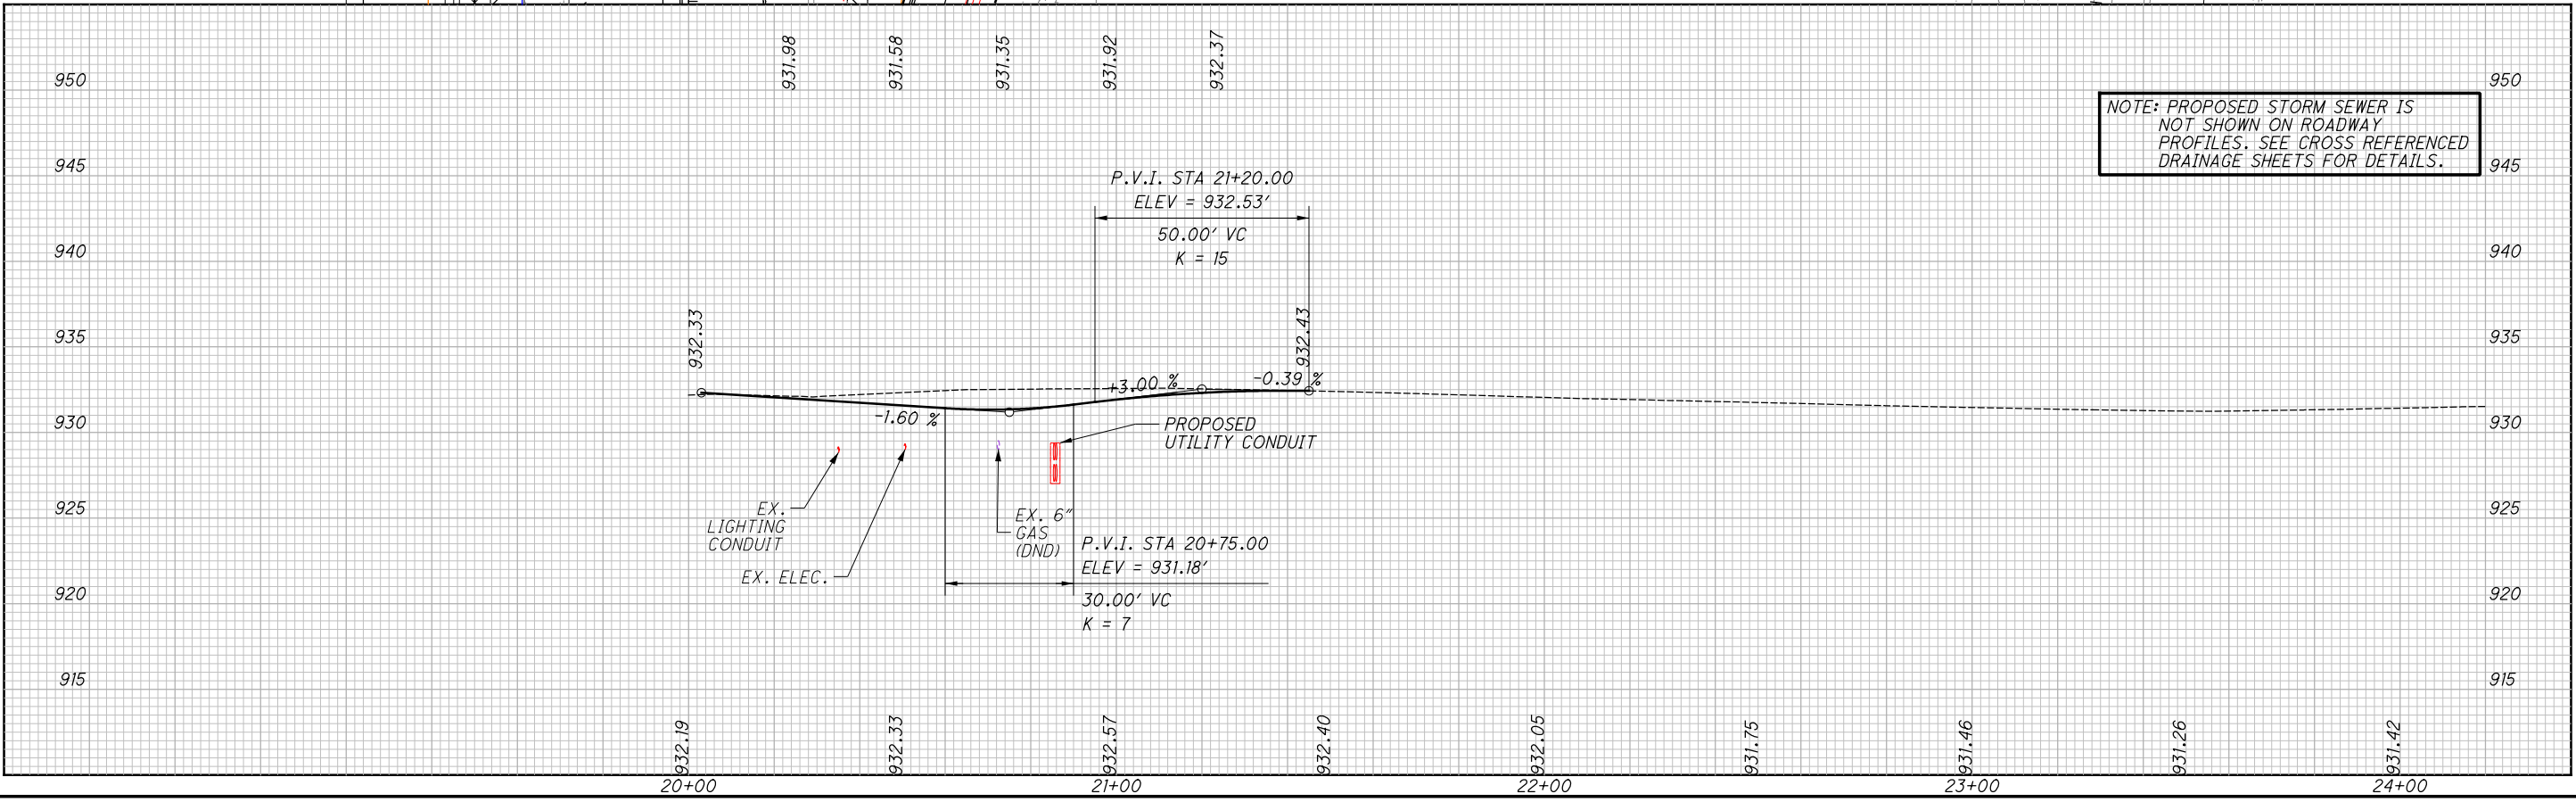 931.98
931.58
931.35
931.92
932.37
950
950
NOTE: PROPOSED STORM SEWER IS
NOT SHOWN ON ROADWAY
PROFILES. SEE CROSS REFERENCED
DRAINAGE SHEETS FOR DETAILS.
945
945
P.V.I. STA 21+20.00
ELEV = 932.53'
50.00' VC
K = 15
940
940
935
935
932.33
932.43
+3.00 %
-0.39 %
-1.60 %
930
930
PROPOSED
UTILITY CONDUIT
925
925
EX.
LIGHTING
CONDUIT
EX. 6"
GAS
(DND)
EX. ELEC.
P.V.I. STA 20+75.00
ELEV = 931.18'
30.00' VC
K = 7
920
920
915
915
932.19
932.33
932.57
932.40
932.05
931.75
931.46
931.26
931.42
20+00
21+00
22+00
23+00
24+00